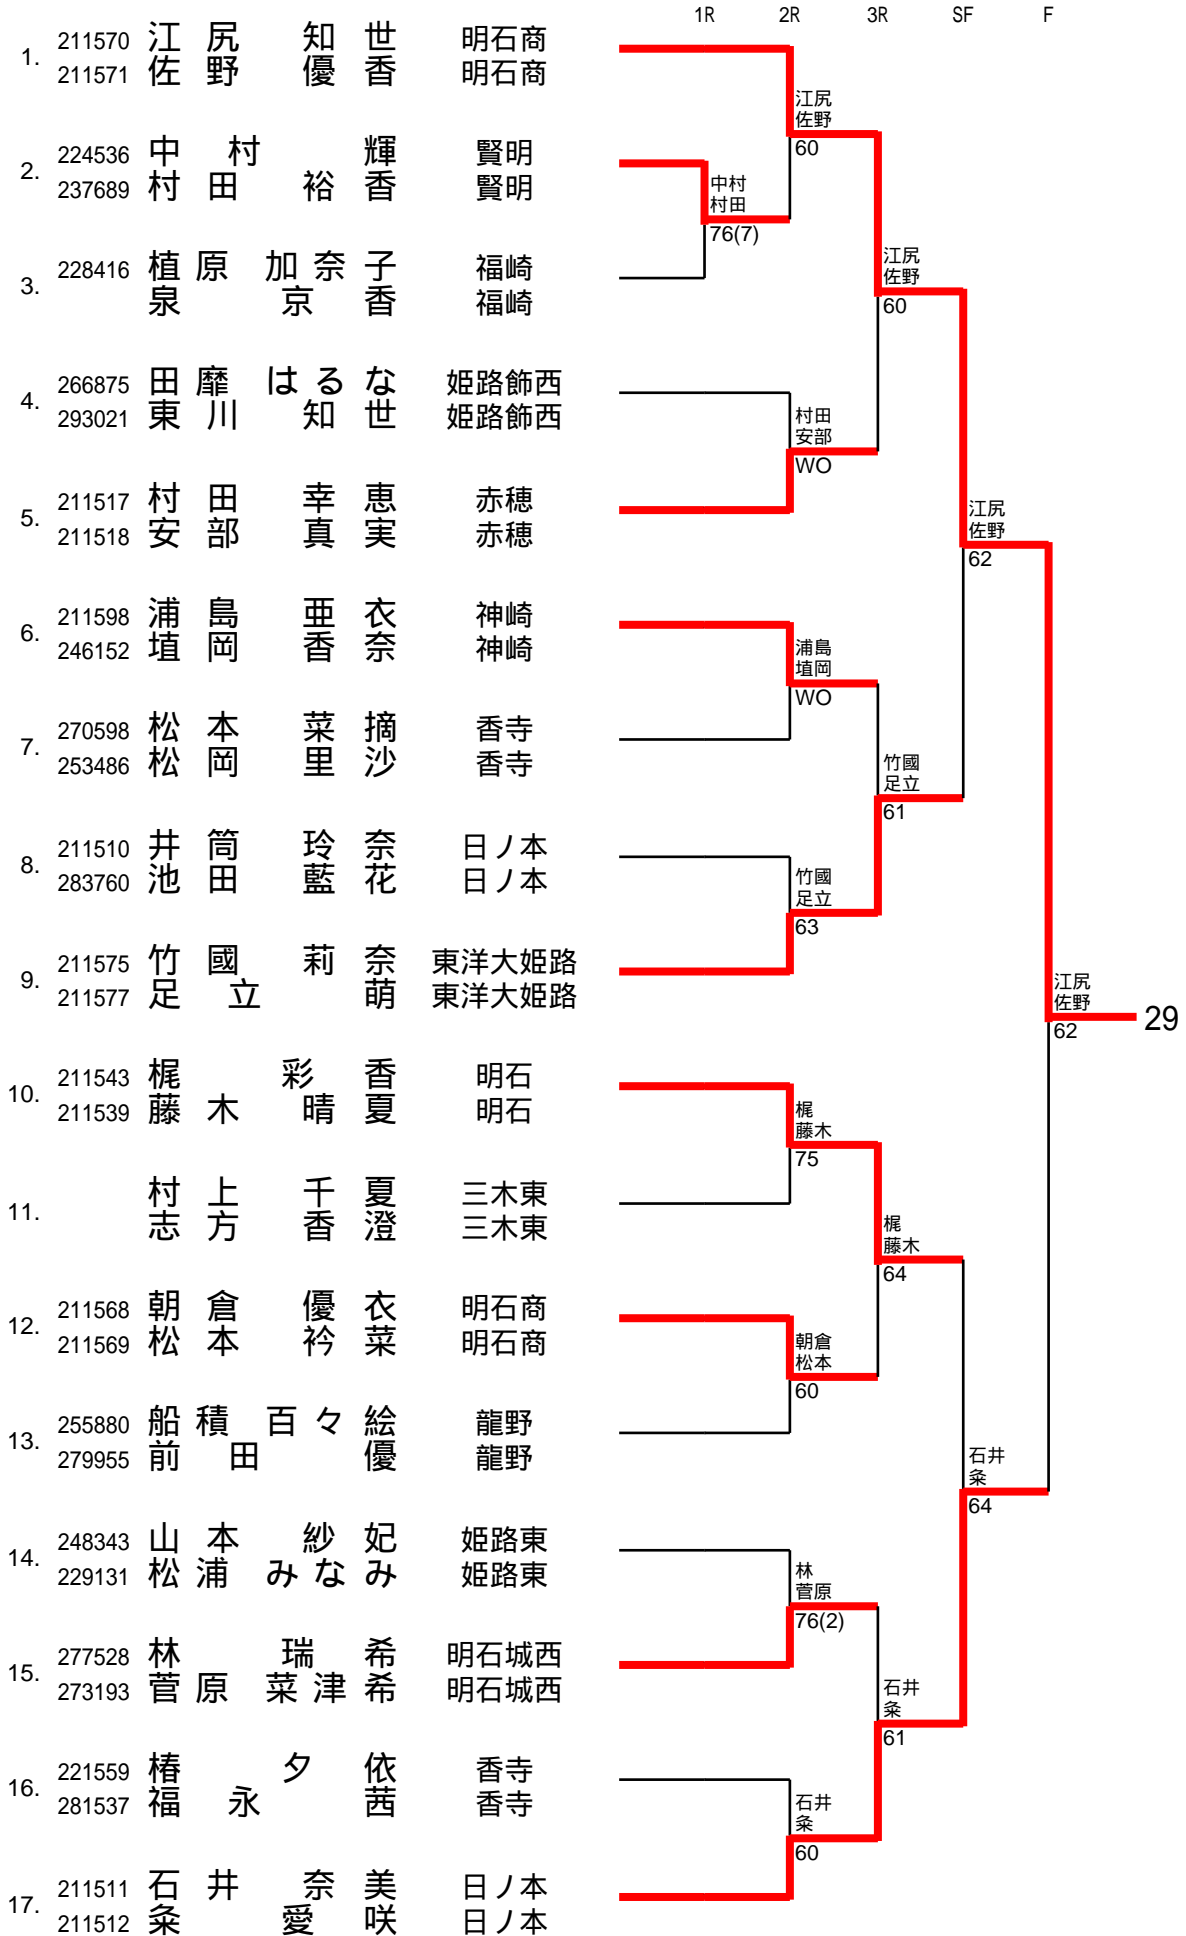 1R 2R 3R SF F
1. 211570 江尻 知世 明石商
211571 佐野 優香 明石商
2. 224536 中村 輝 賢明
237689 村田 裕香 賢明
3. 228416 植原 加奈子 福崎
泉 京香 福崎
4. 266875 田靡 はるな 姫路飾西
293021 東川 知世 姫路飾西
5. 211517 村田 幸恵 赤穂
211518 安部 真実 赤穂
6. 211598 浦島 亜衣 神崎
246152 埴岡 香奈 神崎
7. 270598 松本 菜摘 香寺
253486 松岡 里沙 香寺
8. 211510 井筒 玲奈 日ノ本
283760 池田 藍花 日ノ本
9. 211575 竹國 莉奈 東洋大姫路
211577 足立 萌 東洋大姫路
10. 211543 梶 彩香 明石
211539 藤木 晴夏 明石
11. 村上 千夏 三木東
志方 香澄 三木東
12. 211568 朝倉 優衣 明石商
211569 松本 衿菜 明石商
13. 255880 船積 百々絵 龍野
279955 前田 優 龍野
14. 248343 山本 紗妃 姫路東
229131 松浦 みなみ 姫路東
15. 277528 林 瑞希 明石城西
273193 菅原 菜津希 明石城西
16. 221559 椿 夕依 香寺
281537 福永 茜 香寺
17. 211511 石井 奈美 日ノ本
211512 粂 愛咲 日ノ本
中村
村田
76(7)
江尻
佐野
60
村田
安部
WO
浦島
埴岡
WO
竹國
足立
63
梶
藤木
75
朝倉
松本
60
林
菅原
76(2)
石井
粂
60
江尻
佐野
60
竹國
足立
61
梶
藤木
64
石井
粂
61
江尻
佐野
62
石井
粂
64
江尻
佐野
62
29